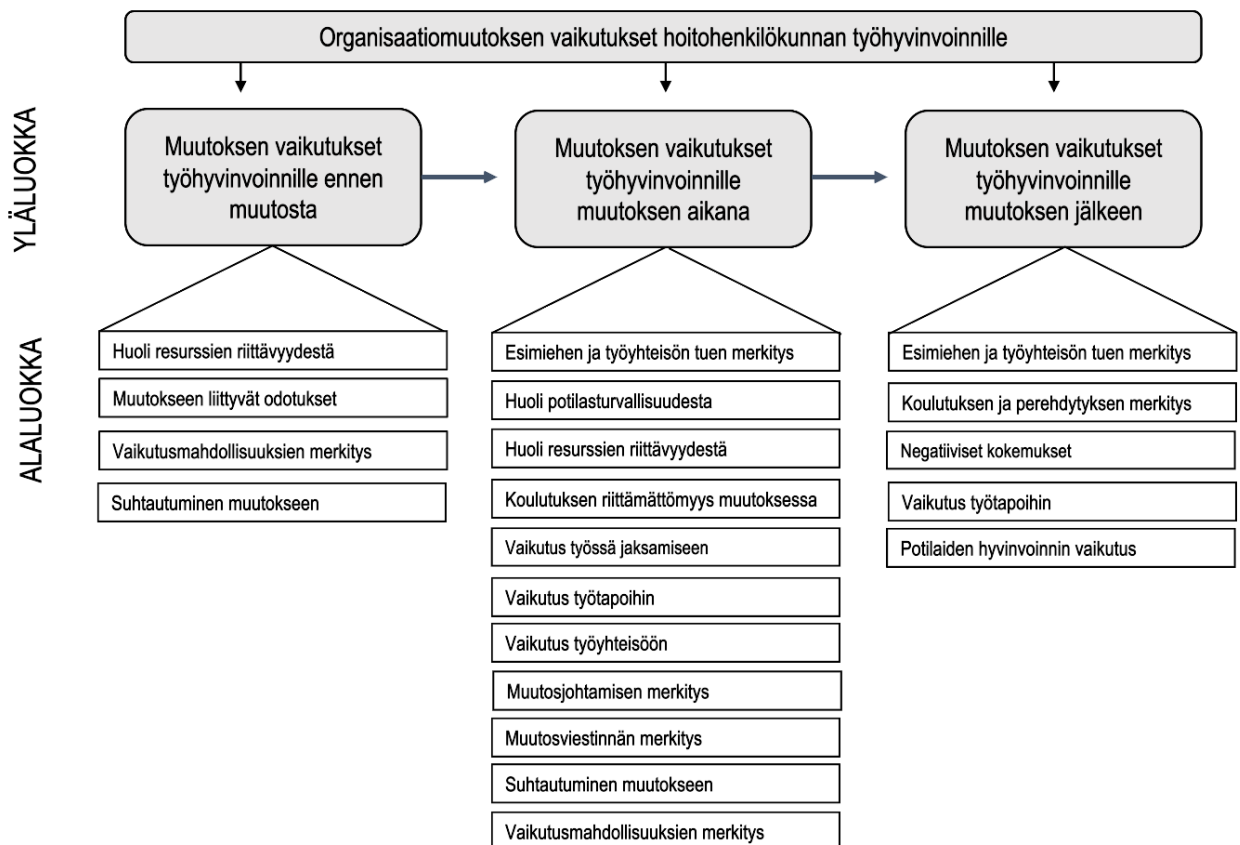 Organisaatiomuutoksen vaikutukset hoitohenkilökunnan työhyvinvoinnille
YLÄLUOKKA
Muutoksen vaikutukset
työhyvinvoinnille ennen
muutosta
Muutoksen vaikutukset
työhyvinvoinnille
muutoksen aikana
Muutoksen vaikutukset
työhyvinvoinnille
muutoksen jälkeen
ALALUOKKA
Huoli resurssien riittävyydestä
Muutokseen liittyvät odotukset
Vaikutusmahdollisuuksien merkitys
Suhtautuminen muutokseen
Esimiehen ja työyhteisön tuen merkitys
Huoli potilasturvallisuudesta
Huoli resurssien riittävyydestä
Koulutuksen riittämättömyys muutoksessa
Vaikutus työssä jaksamiseen
Vaikutus työtapoihin
Vaikutus työyhteisöön
Muutosjohtamisen merkitys
Muutosviestinnän merkitys
Suhtautuminen muutokseen
Vaikutusmahdollisuuksien merkitys
Esimiehen ja työyhteisön tuen merkitys
Koulutuksen ja perehdytyksen merkitys
Negatiiviset kokemukset
Vaikutus työtapoihin
Potilaiden hyvinvoinnin vaikutus